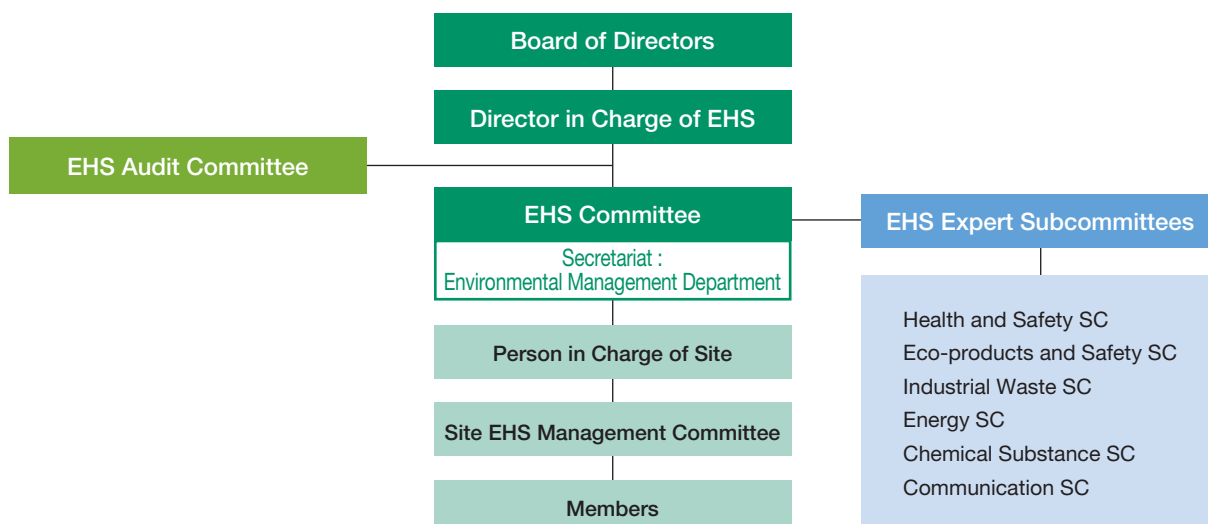 Board of Directors
Director in Charge of EHS
EHS Audit Committee
EHS Committee
Secretariat :
Environmental Management Department
EHS Expert Subcommittees
Person in Charge of Site
Site EHS Management Committee
Members
Health and Safety SC
Eco-products and Safety SC
Industrial Waste SC
Energy SC
Chemical Substance SC
Communication SC